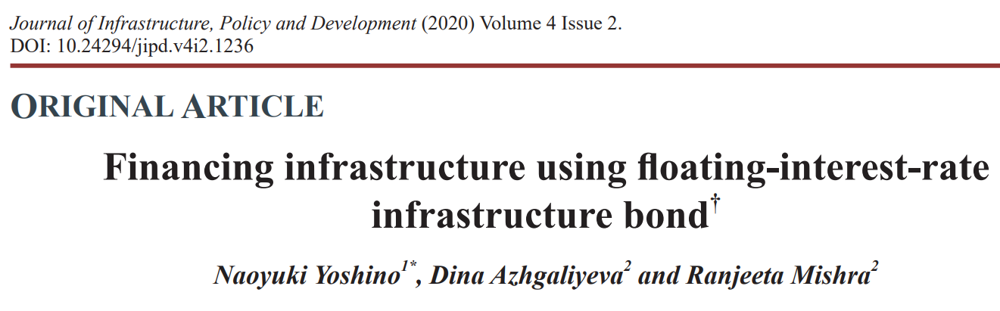 Journal of Infrastructure, Policy and Development (2020) Volume 4 Issue 2.
DOI: 10.24294/jipd.v4i2.1236
ORIGINAL ARTICLE
Financing infrastructure using floating-interest-rate
infrastructure bond†
Naoyuki Yoshino1*, Dina Azhgaliyeva2 and Ranjeeta Mishra2